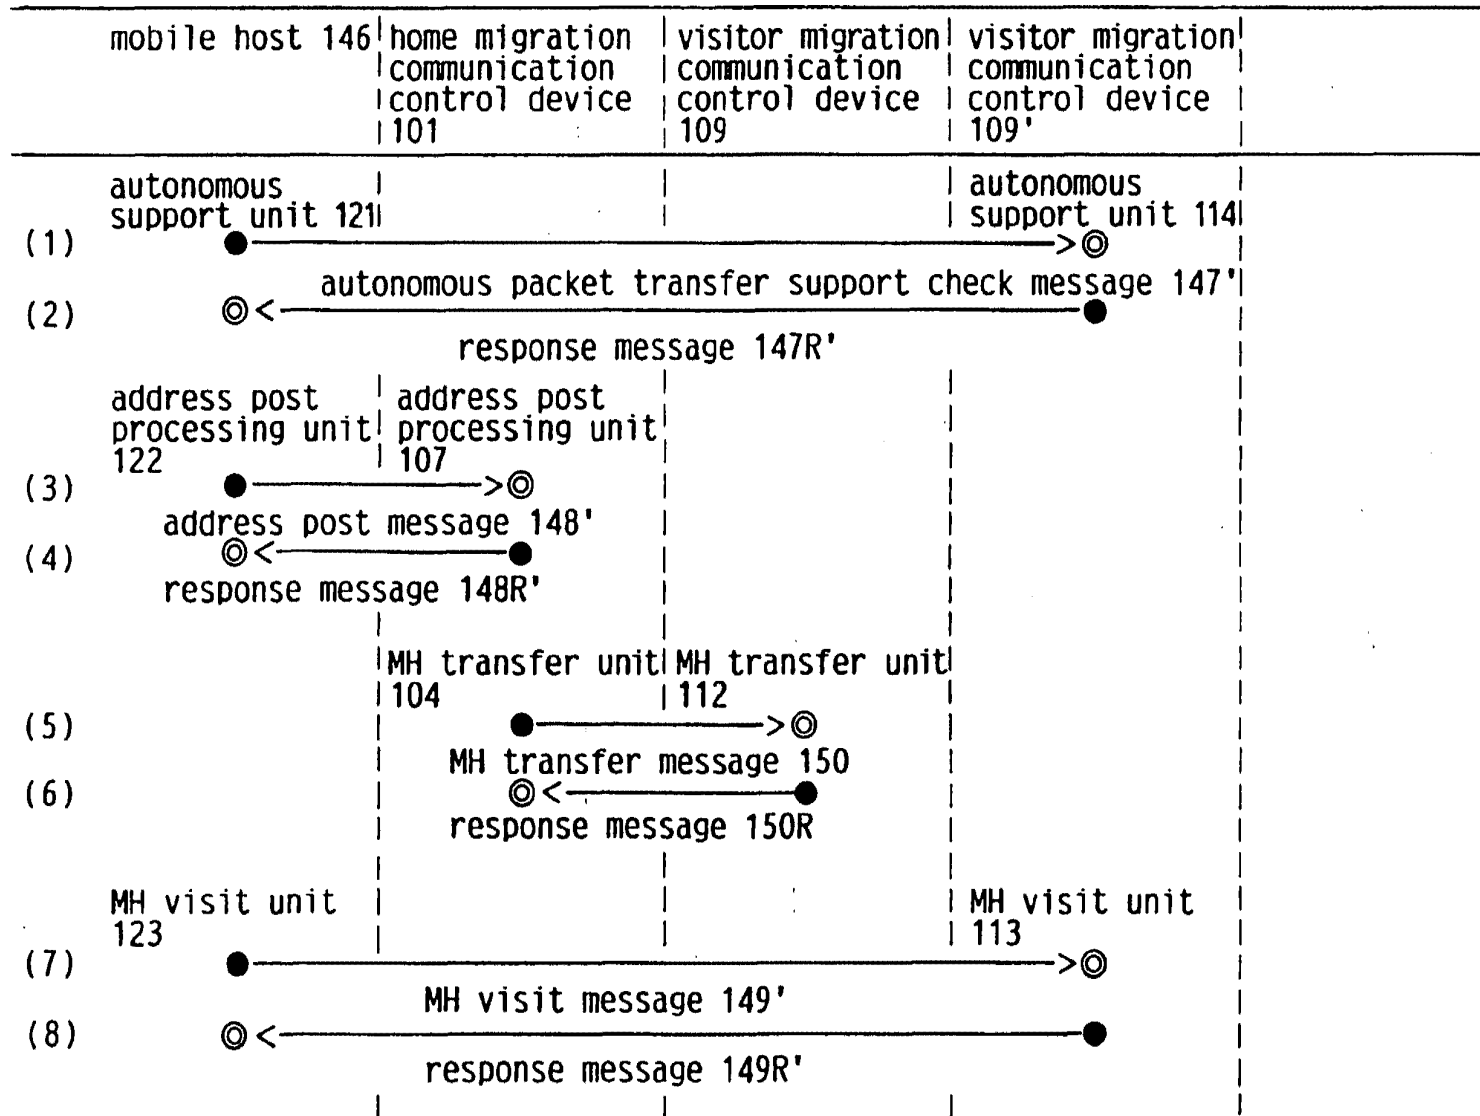 mobile host 146
home migration
communication
control device
101
visitor migration
communication
control device
109
visitor migration
communication
control device
109'
autonomous
support unit 121
autonomous
support unit 114
(1)
autonomous packet transfer support check message 147'
(2)
response message 147R'
address post
processing unit
122
address post
processing unit
107
(3)
address post message 148'
(4)
response message 148R'
MH transfer unit
104
MH transfer unit
112
(5)
MH transfer message 150
(6)
response message 150R
MH visit unit
123
MH visit unit
113
(7)
MH visit message 149'
(8)
response message 149R'